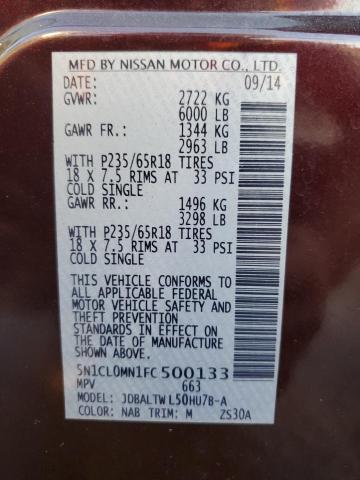 MFD BY NISSAN MOTOR CO., LTD.
DATE: 09/14
GVWR: 2722 KG
6000 LB
GAWR FR.: 1344 KG
2963 LB
WITH P235/65R18 TIRES
18 X 7.5 RIMS AT 33 PSI
COLD SINGLE
GAWR RR: 1496 KG
3298 LB
WITH P235/65R18 TIRES
18 X 7.5 RIMS AT 33 PSI
COLD SINGLE
THIS VEHICLE CONFORMS TO
ALL APPLICABLE FEDERAL
MOTOR VEHICLE SAFETY AND
THEFT PREVENTION
STANDARDS IN EFFECT ON
THE DATE OF MANUFACTURE
SHOWN ABOVE.
5N1CL0MN1FC500133
MPV 663
MODEL: JDBALTWL50HU7B-A
COLOR: NAB TRIM: M ZS30A